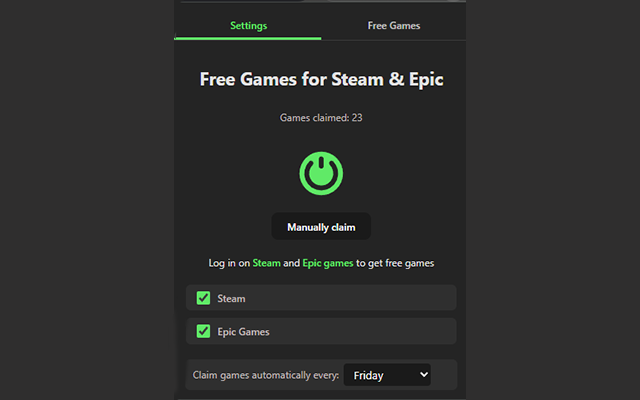 Settings
Free Games
Free Games for Steam & Epic
Games claimed: 23
Manually claim
Log in on Steam and Epic games to get free games
Steam
Epic Games
Claim games automatically every: Friday